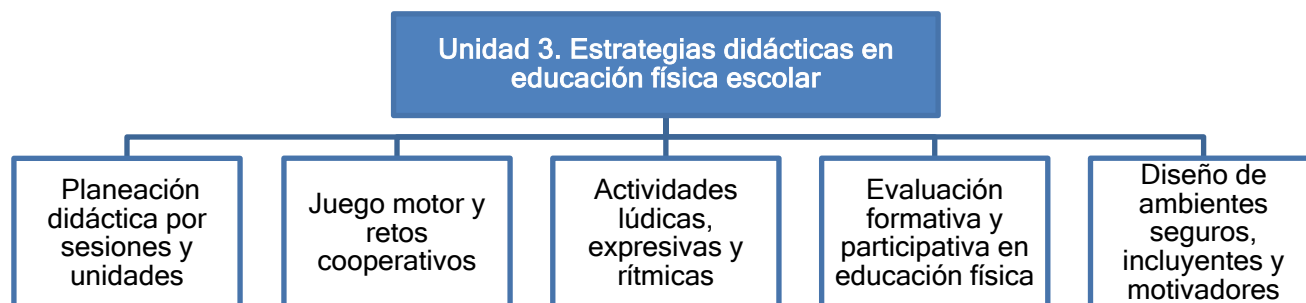 Unidad 3. Estrategias didácticas en
educación física escolar
Planeación
didáctica por
sesiones y
unidades
Juego motor y
retos
cooperativos
Actividades
lúdicas,
expresivas y
rítmicas
Evaluación
formativa y
participativa en
educación física
Diseño de
ambientes
seguros,
incluyentes y
motivadores